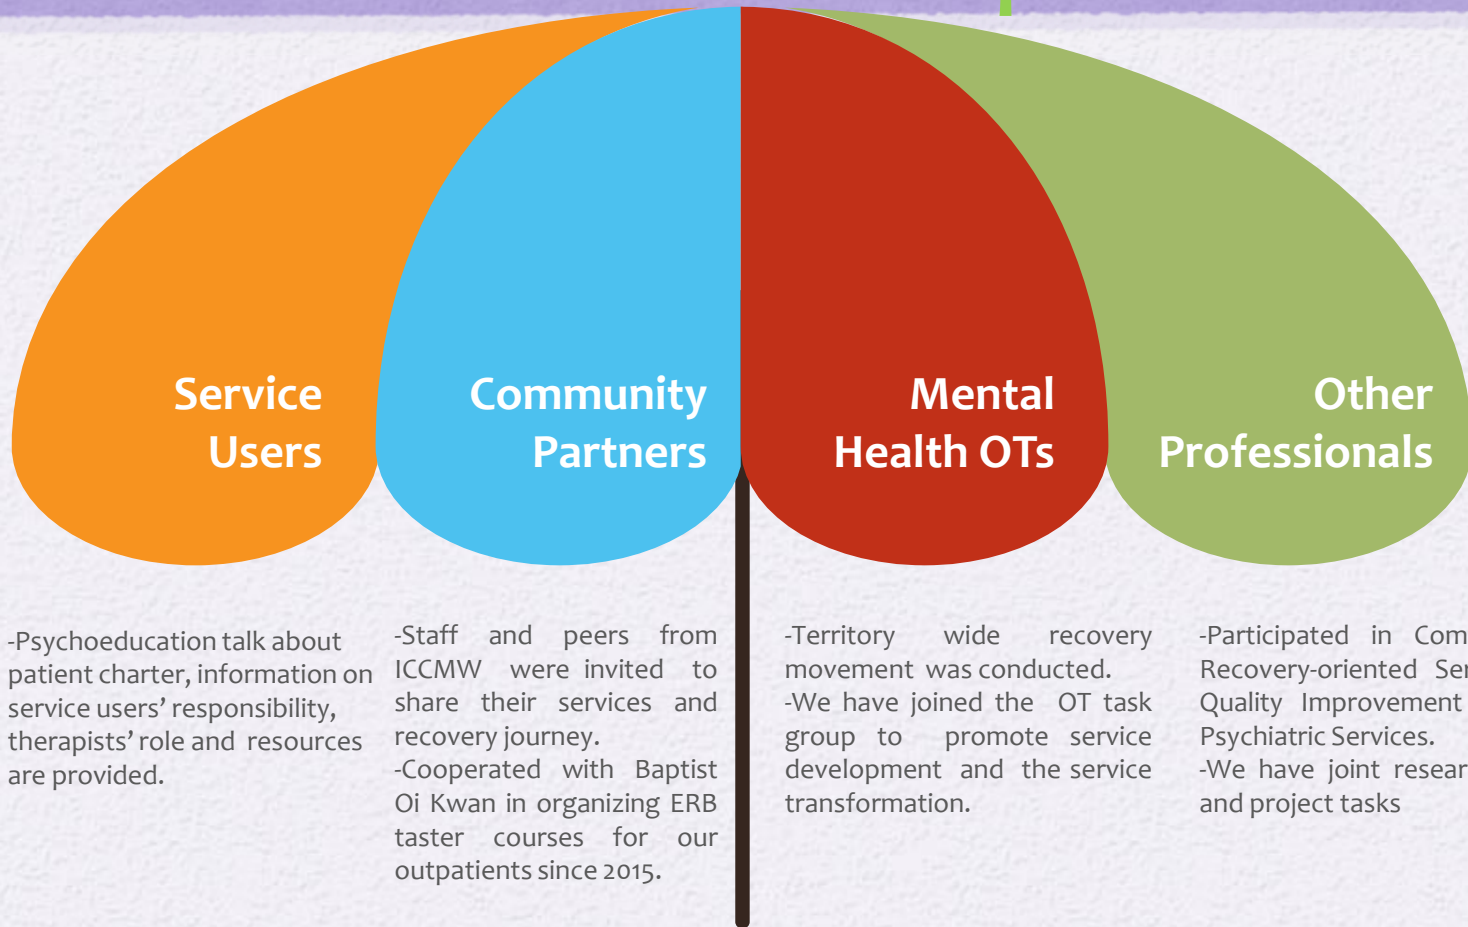 Service
Users
Community
Partners
Mental
Health OTs
Other
Professionals
-Psychoeducation talk about
patient charter, information on
service users' responsibility,
therapists' role and resources
are provided.
-Staff and peers from
ICCMW were invited to
share their services and
recovery journey.
-Cooperated with Baptist
Oi Kwan in organizing ERB
taster courses for our
outpatients since 2015.
-Territory wide recovery
movement was conducted.
-We have joined the OT task
group to promote service
development and the service
transformation.
-Participated in
Recovery-oriented
Quality Improvement
Psychiatric Services.
-We have joint
and project tasks